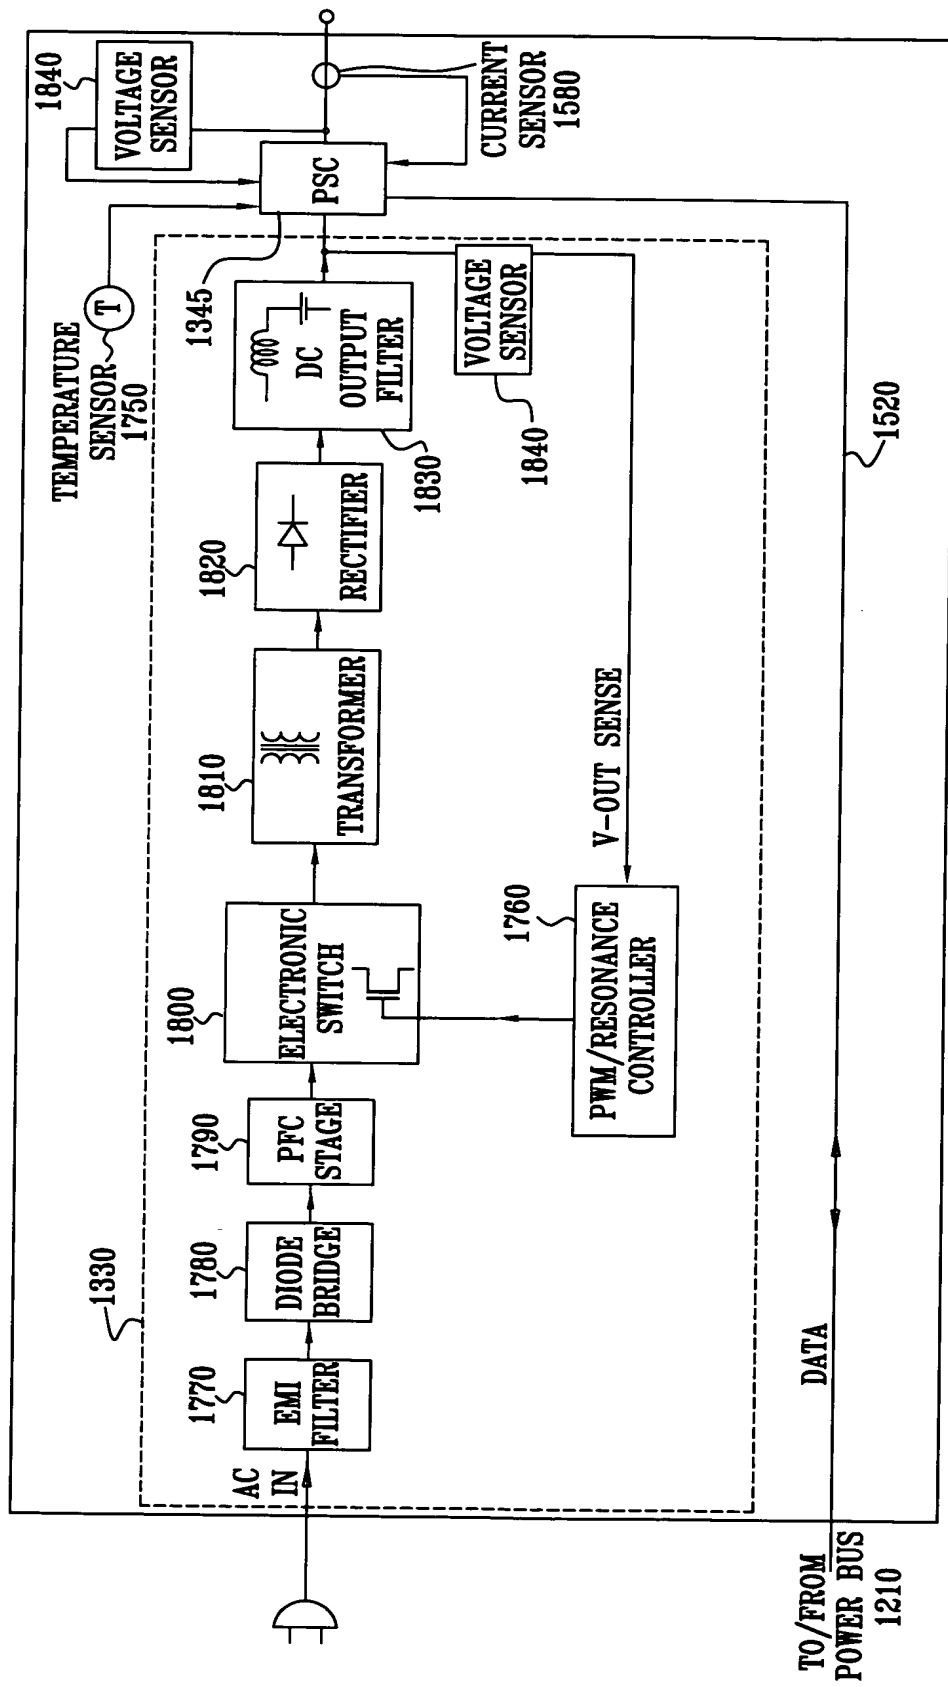 1840
VOLTAGE
SENSOR
TEMPERATURE
SENSOR
1750
T
1345
PSC
CURRENT
SENSOR
1580
1330
AC
IN
1770
EMI
FILTER
1780
DIODE
BRIDGE
1790
PFC
STAGE
1800
ELECTRONIC
SWITCH
1810
TRANSFORMER
1820
RECTIFIER
DC
OUTPUT
FILTER
1830
VOLTAGE
SENSOR
1840
V-OUT SENSE
1760
PWM/RESONANCE
CONTROLLER
1520
DATA
TO/FROM
POWER BUS
1210